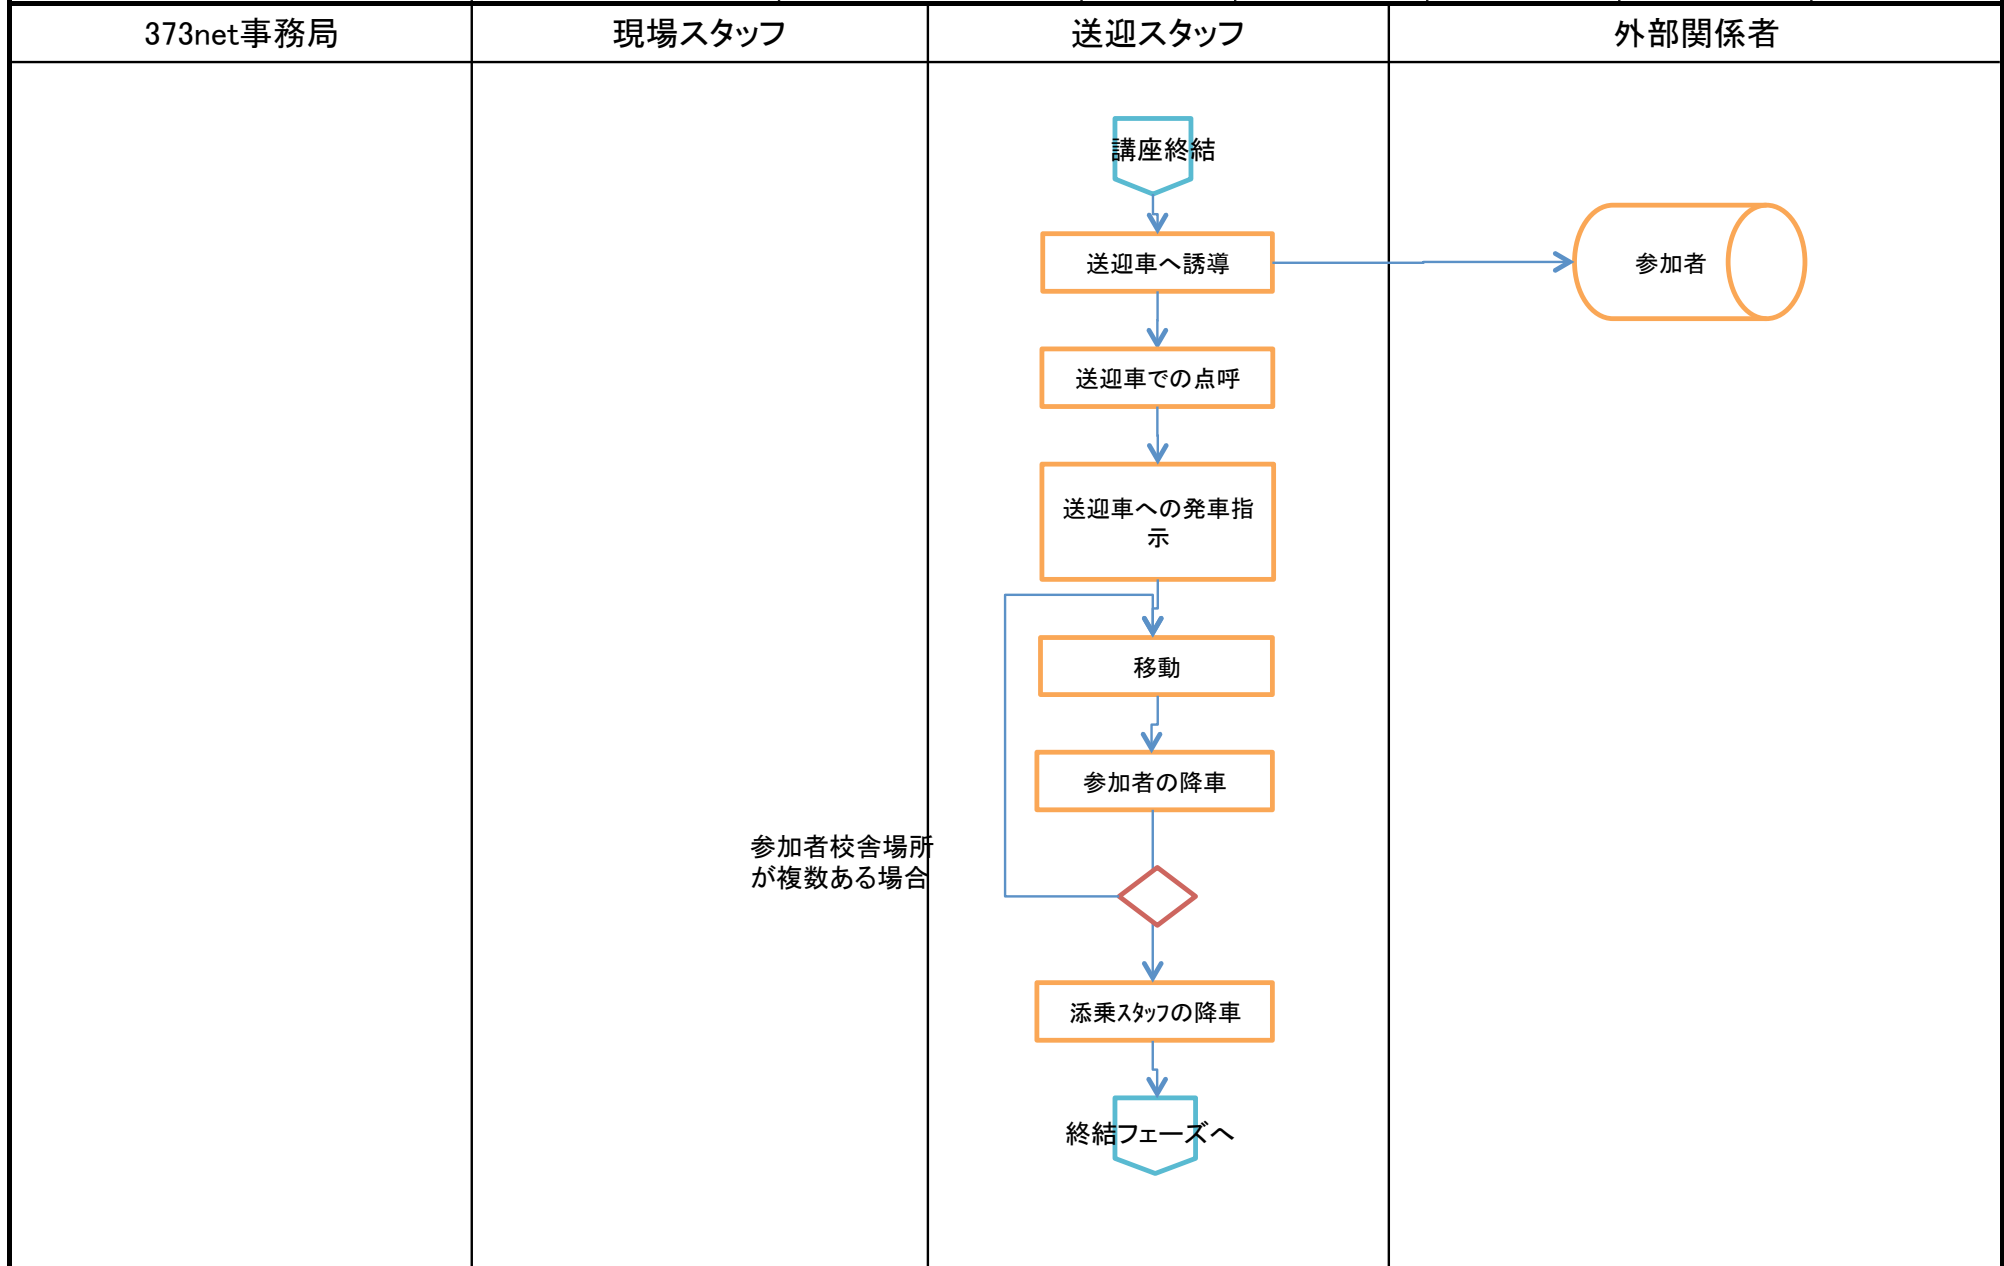 373net事務局
現場スタッフ
送迎スタッフ
外部関係者
講座終結
送迎車へ誘導
参加者
送迎車での点呼
送迎車への発車指
示
移動
参加者の降車
参加者校舎場所
が複数ある場合
添乗ｽﾀｯﾌの降車
終結フェーズへ